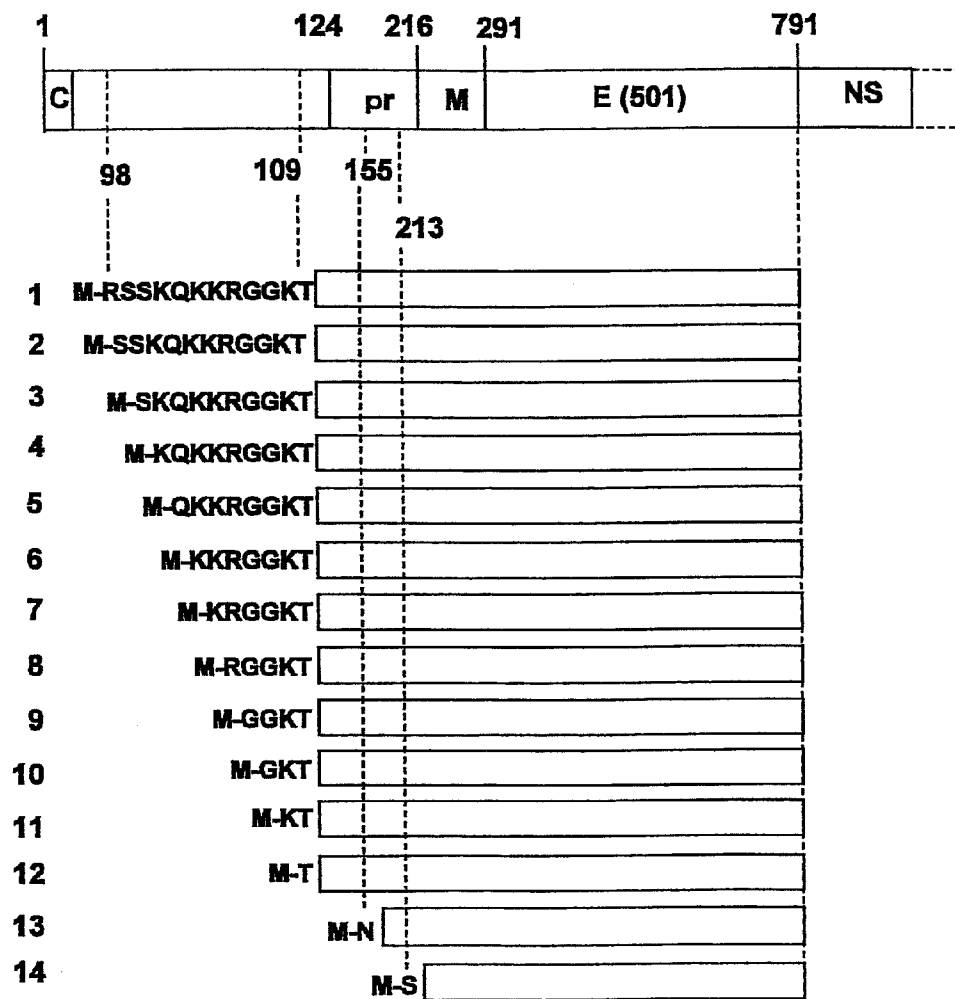 1 124 216 291 791
C pr M E (501) NS
98 109 155
213
1 M-RSSKQKKRGGKT
2 M-SSKQKKRGGKT
3 M-SKQKKRGGKT
4 M-KQKKRGGKT
5 M-QKKRGGKT
6 M-KKRGGKT
7 M-KRGGKT
8 M-RGGKT
9 M-GGKT
10 M-GKT
11 M-KT
12 M-T
13 M-N
14 M-S